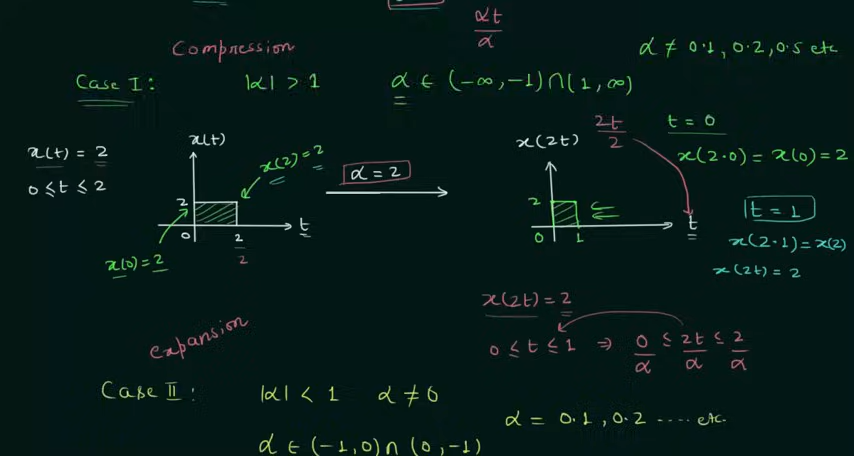 αt
α
Compression
α ≠ 0.1, 0.2, 0.5 etc
Case I: |α| > 1 α ∈ (-∞, -1) ∩ (1, ∞)
x(t) = 2
0 ≤ t ≤ 2
x(t)
x(2) = 2
2
0
2
2
t
x(0) = 2
α = 2
x(2t)
2t
2
2
0
1
t
t = 0
x(2·0) = x(0) = 2
t = 1
x(2·1) = x(2)
x(2t) = 2
x(2t) = 2
0 ≤ t ≤ 1 ⇒ 0/α ≤ 2t/α ≤ 2/α
expansion
Case II: |α| < 1 α ≠ 0
α = 0.1, 0.2 ..... etc.
α ∈ (-1, 0) ∩ (0, -1)